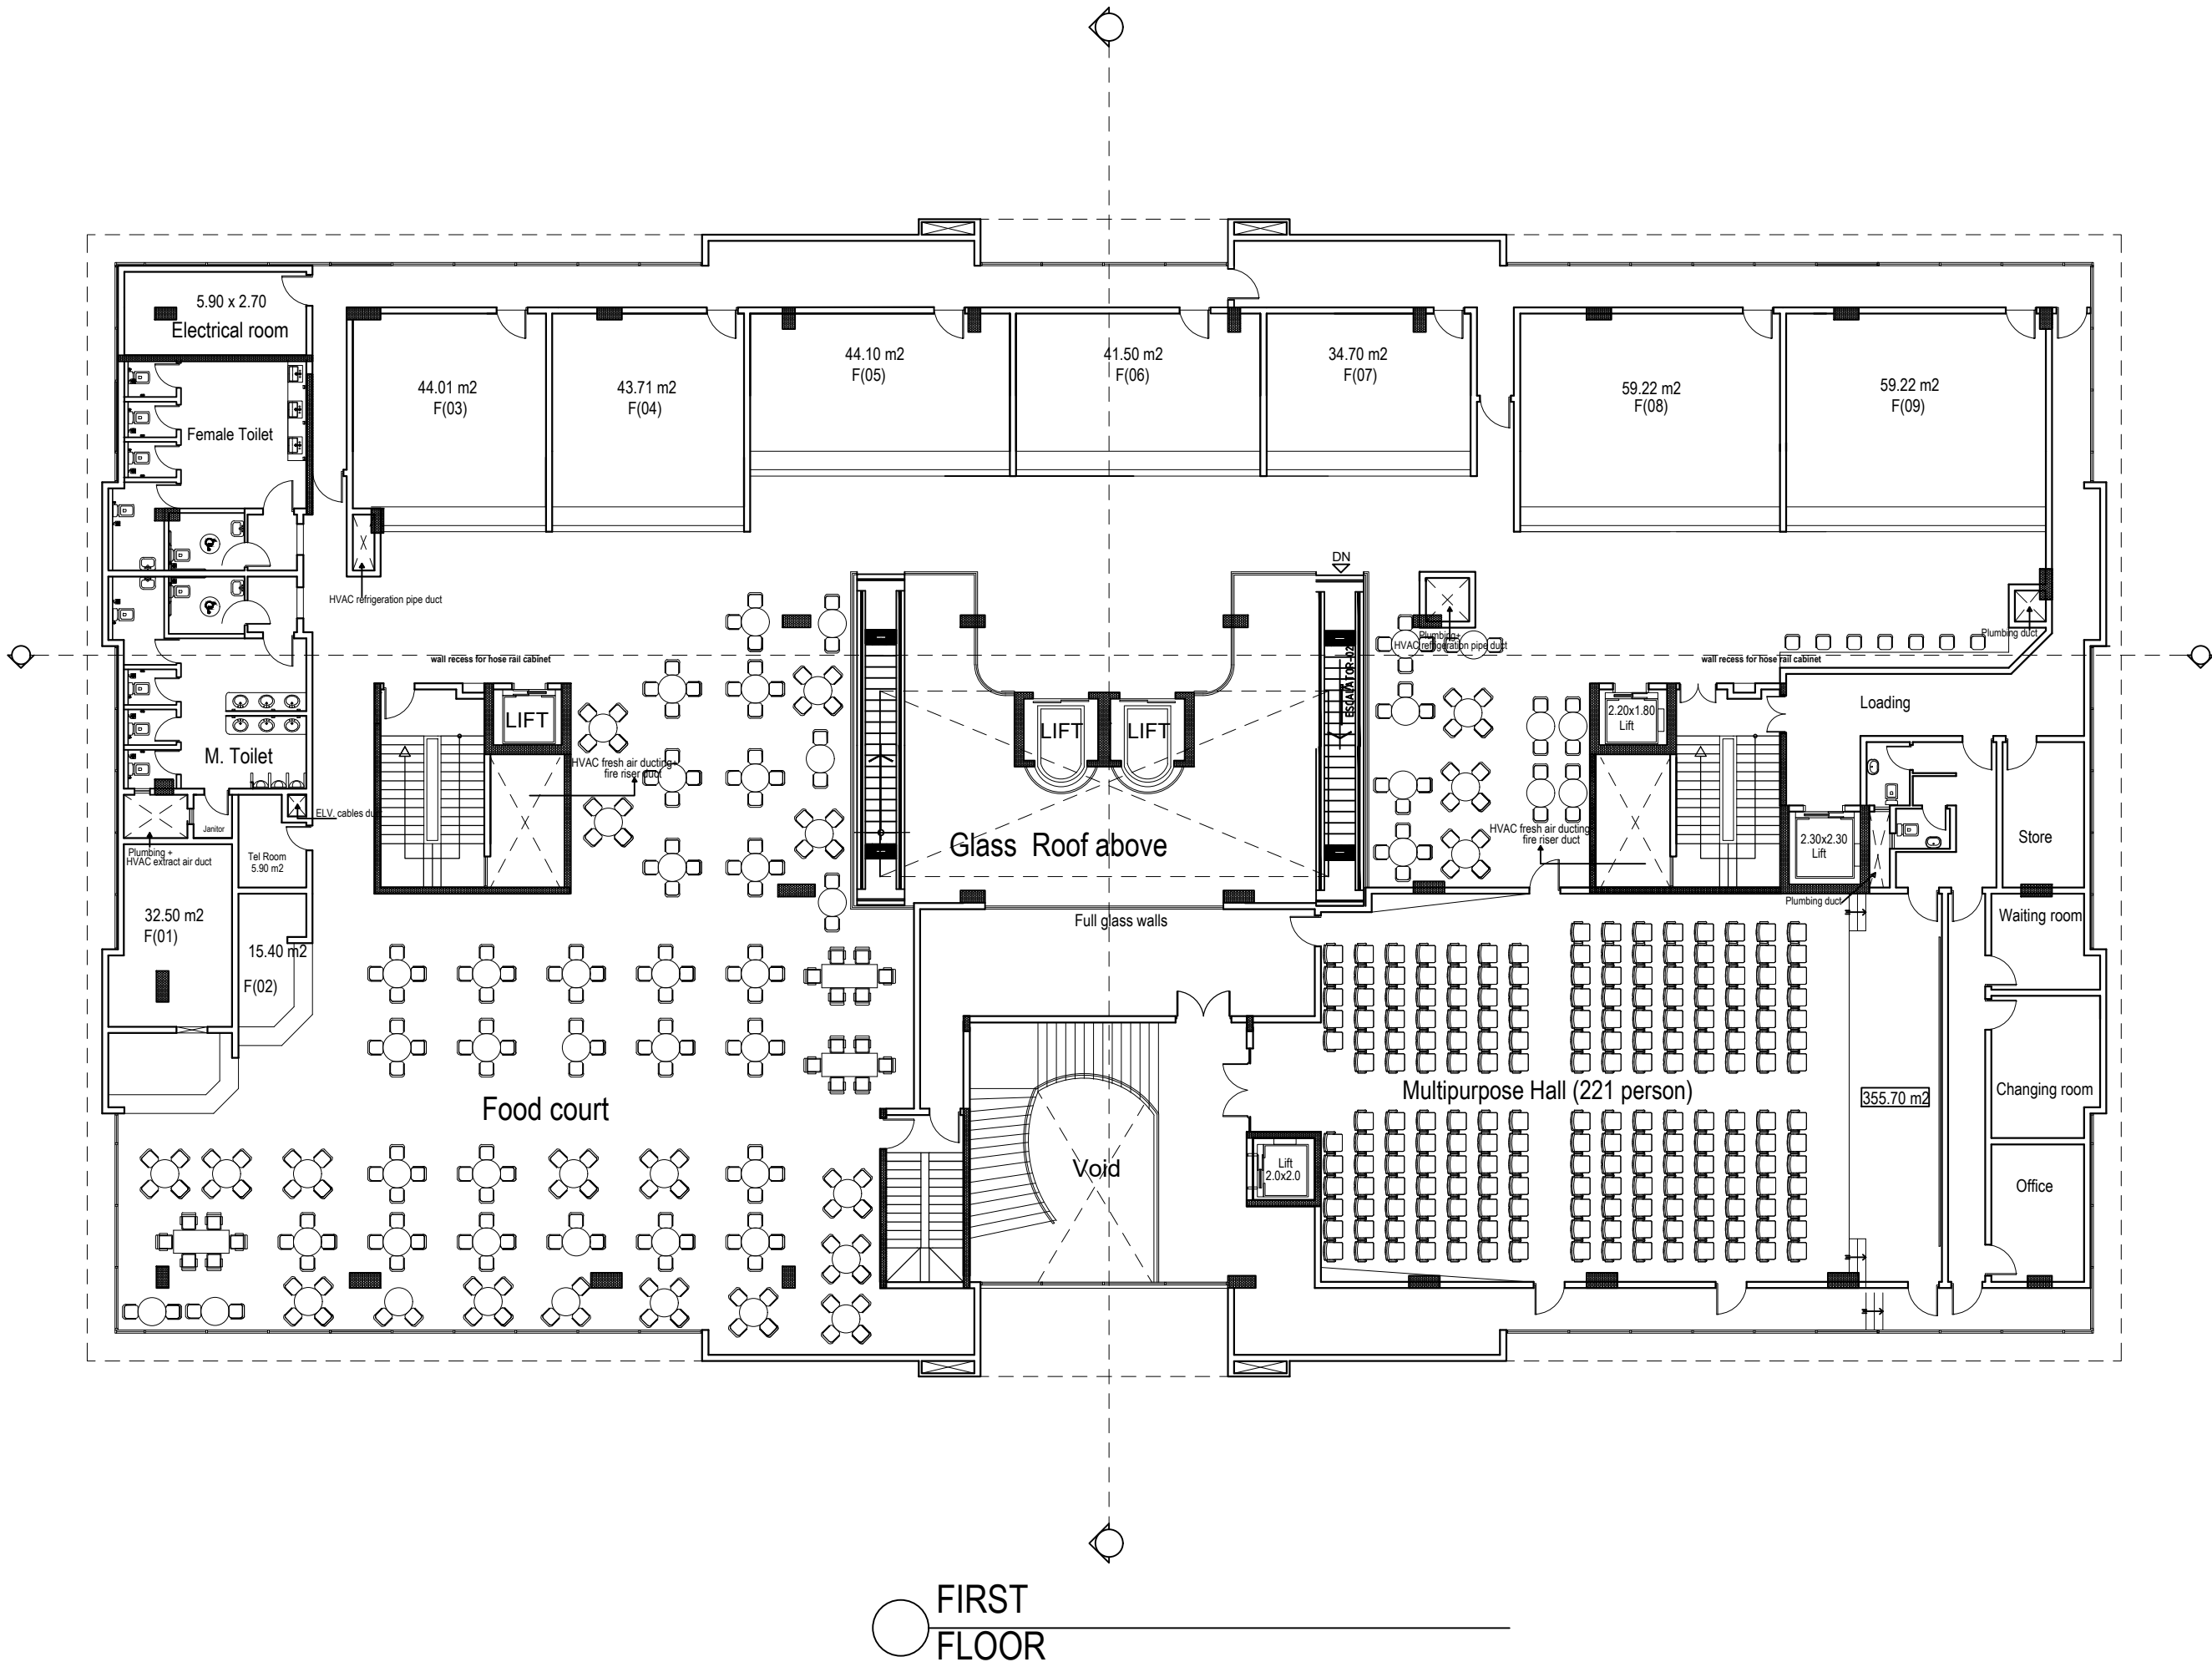 5.90 x 2.70
Electrical room
44.01 m2
F(03)
43.71 m2
F(04)
44.10 m2
F(05)
41.50 m2
F(06)
34.70 m2
F(07)
59.22 m2
F(08)
59.22 m2
F(09)
Female Toilet
HVAC refrigeration pipe duct
DN
ESCALATOR-02
Plumbing+
HVAC refrigeration pipe duct
Plumbing duct
wall recess for hose rail cabinet
wall recess for hose rail cabinet
LIFT
LIFT
LIFT
2.20x1.80
Lift
Loading
M. Toilet
HVAC fresh air ducting+
fire riser duct
ELV. cables du
Janitor
Plumbing +
HVAC extract air duct
Tel Room
5.90 m2
Glass Roof above
HVAC fresh air ducting
fire riser duct
2.30x2.30
Lift
Store
Plumbing duct
32.50 m2
F(01)
15.40 m2
F(02)
Full glass walls
Waiting room
Food court
Multipurpose Hall (221 person)
355.70 m2
Changing room
Void
Lift
2.0x2.0
Office
FIRST
FLOOR